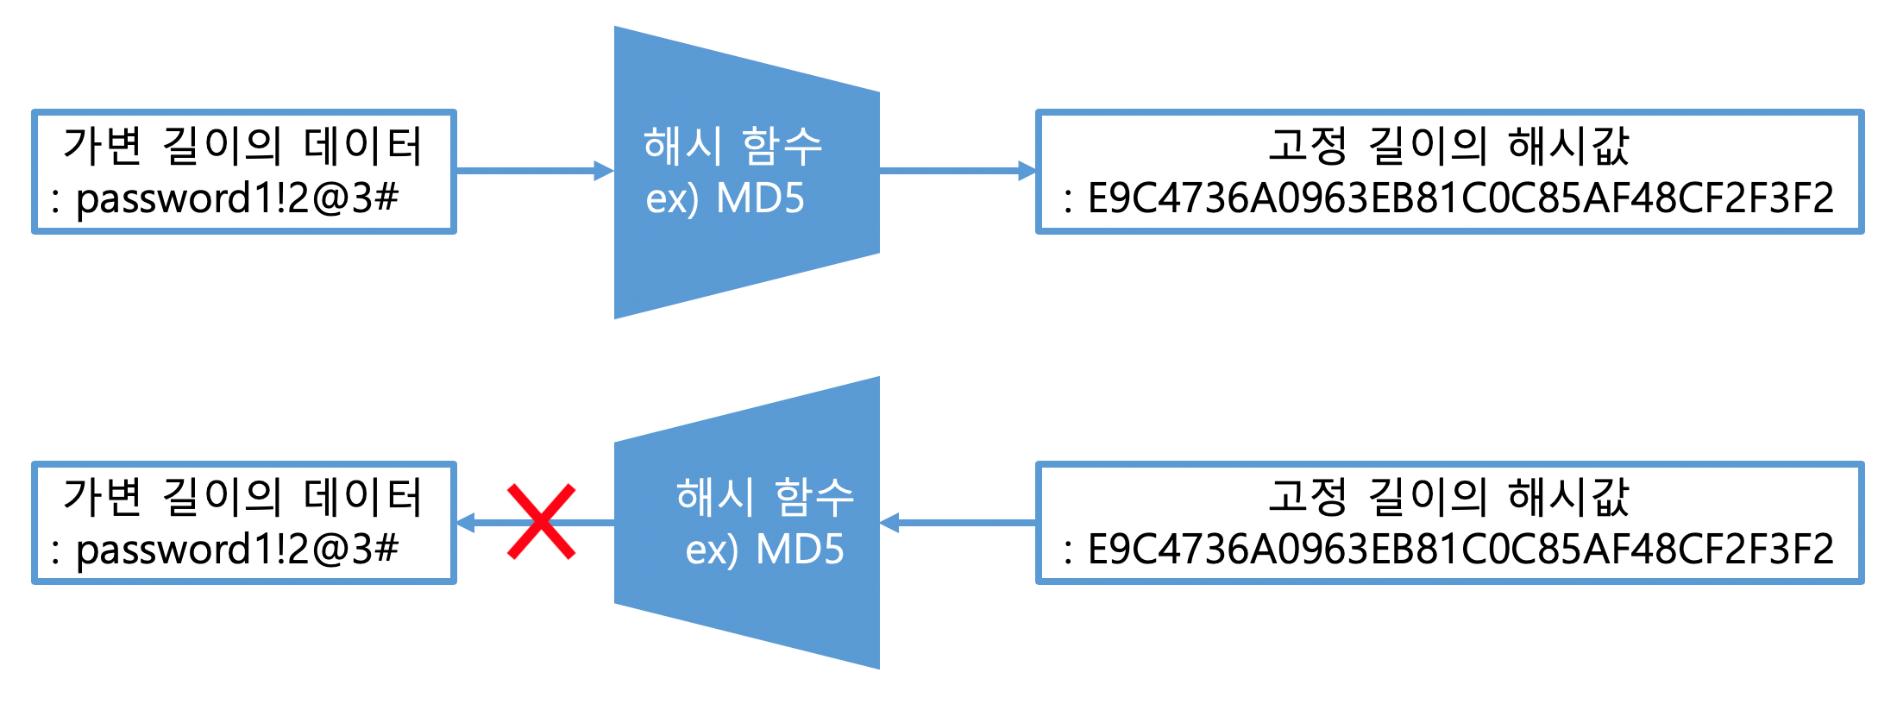 가변 길이의 데이터
: password1!2@3#
해시 함수
ex) MD5
고정 길이의 해시값
: E9C4736A0963EB81C0C85AF48CF2F3F2
가변 길이의 데이터
: password1!2@3#
해시 함수
ex) MD5
고정 길이의 해시값
: E9C4736A0963EB81C0C85AF48CF2F3F2